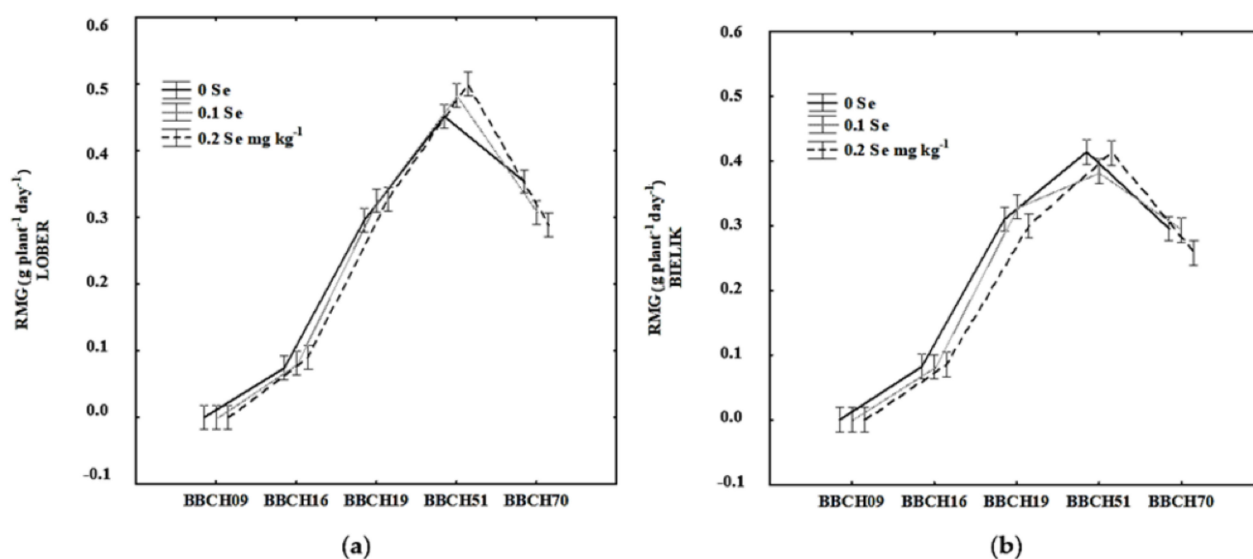 0.6
0.5
0.4
0.3
0.2
0.1
0.0
-0.1
RMG (g plant⁻¹ day⁻¹)
LOBER
0 Se
0.1 Se
0.2 Se mg kg⁻¹
BBCH09 BBCH16 BBCH19 BBCH51 BBCH70
(a)
0.6
0.5
0.4
0.3
0.2
0.1
0.0
-0.1
RMG (g plant⁻¹ day⁻¹)
BIELIK
0 Se
0.1 Se
0.2 Se mg kg⁻¹
BBCH09 BBCH16 BBCH19 BBCH51 BBCH70
(b)